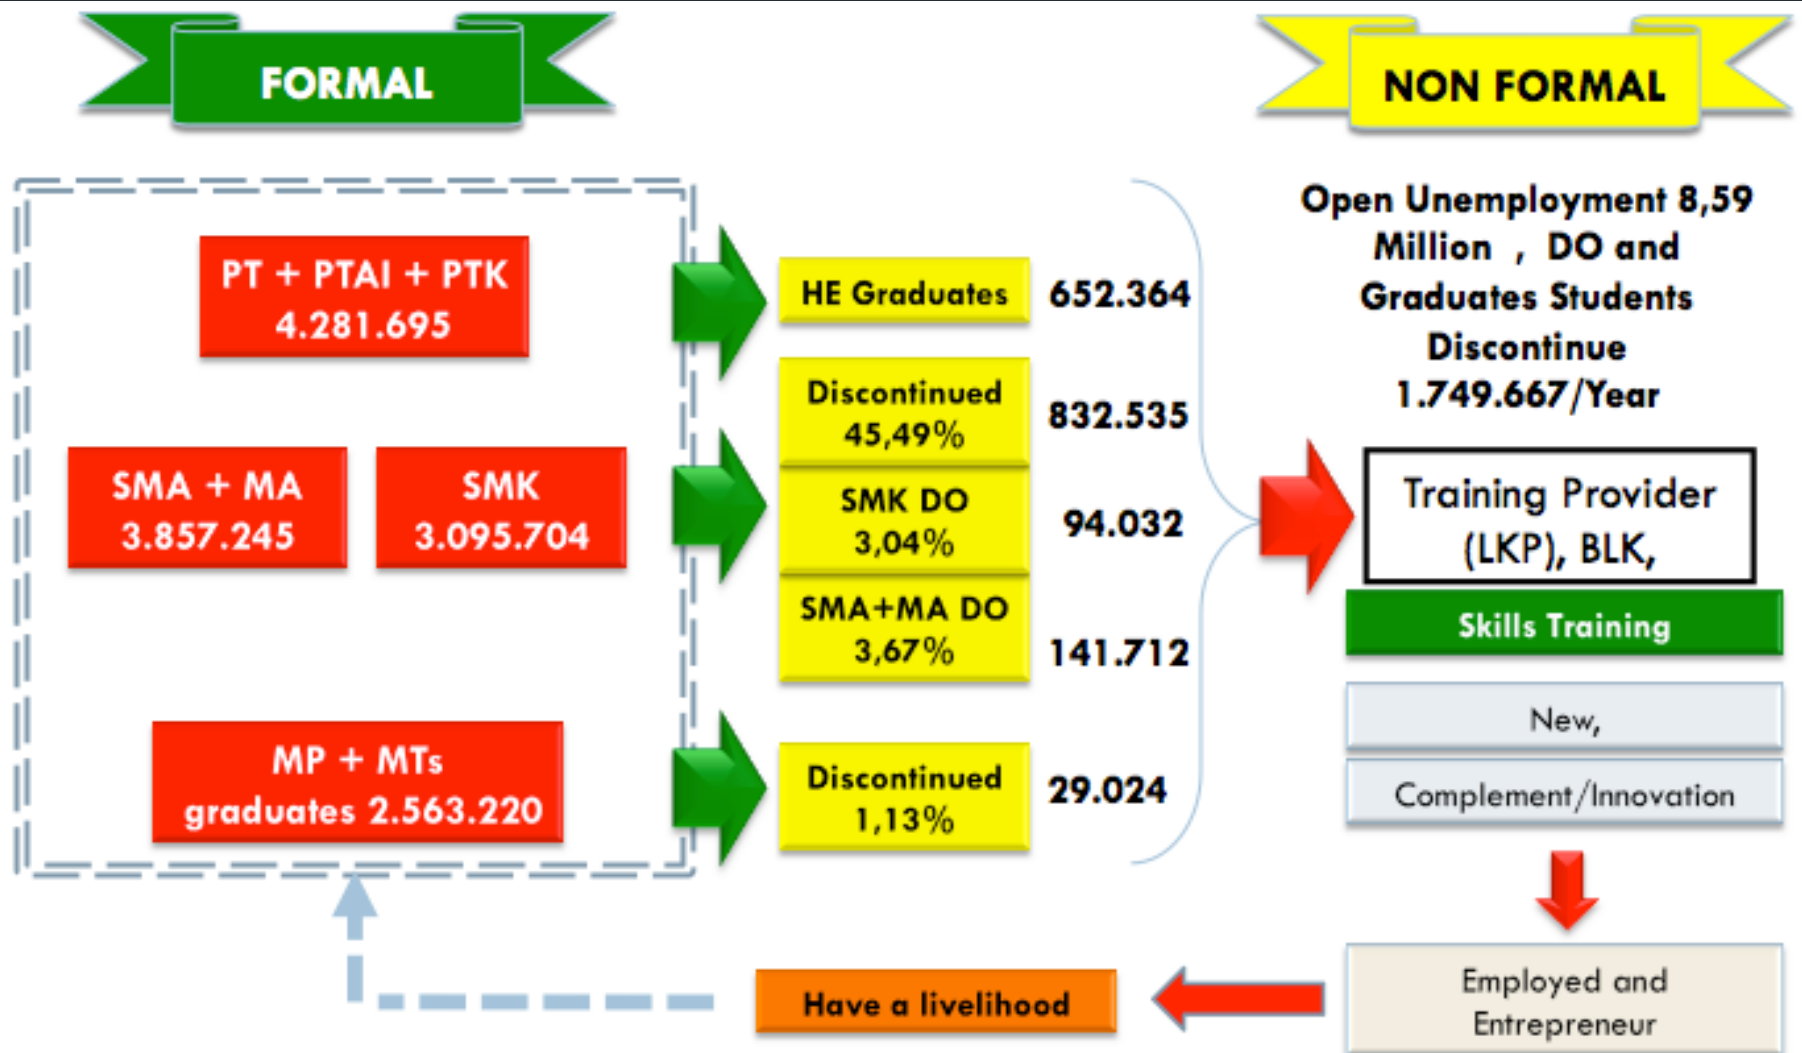 FORMAL
NON FORMAL
PT + PTAI + PTK
4.281.695
SMA + MA
3.857.245
SMK
3.095.704
MP + MTs
graduates 2.563.220
HE Graduates
652.364
Discontinued
45,49%
832.535
SMK DO
3,04%
94.032
SMA+MA DO
3,67%
141.712
Discontinued
1,13%
29.024
Open Unemployment 8,59
Million , DO and
Graduates Students
Discontinue
1.749.667/Year
Training Provider
(LKP), BLK,
Skills Training
New,
Complement/Innovation
Employed and
Entrepreneur
Have a livelihood